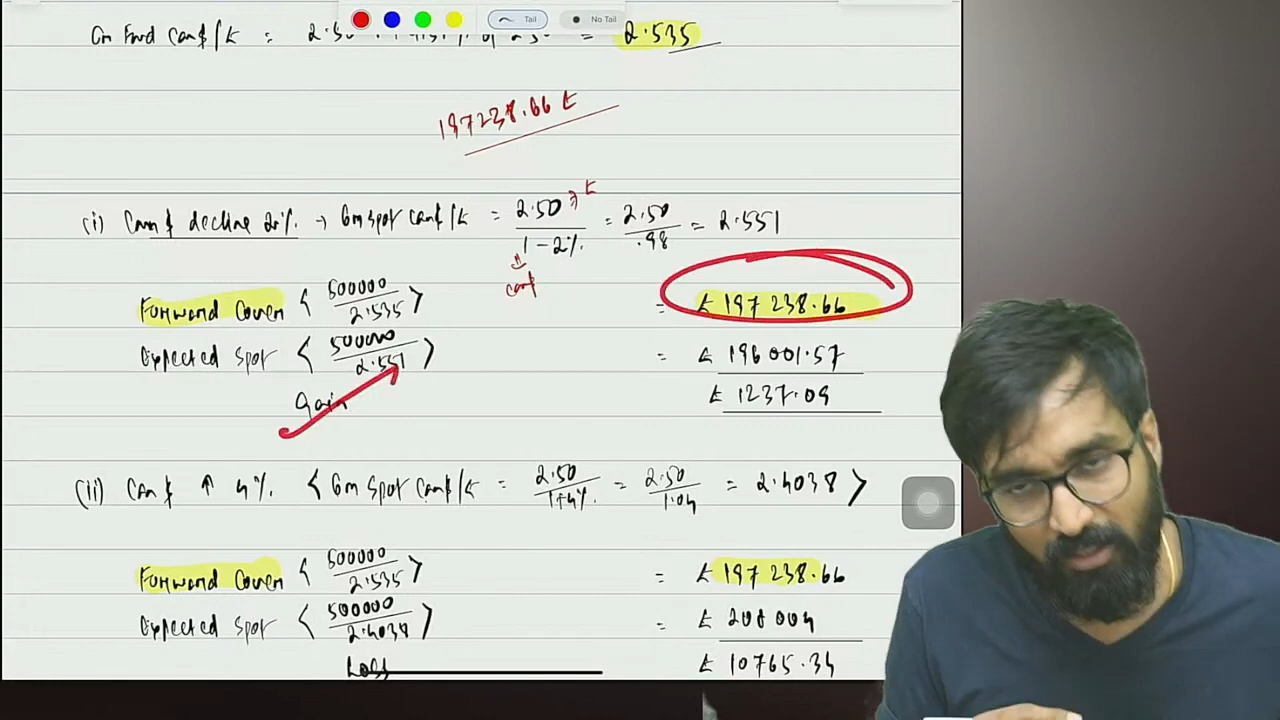 Tail No Tail
6m Fwd Can$/£ = 2.535
197238.66 £
(i) Can$ decline 2% → 6m spot can$/£ = 2.50 / 1-2% = 2.50 / .98 = 2.551
→ £
can$
Forward Cover < 500000 / 2.535 > = £ 197 238.66
Expected Spot < 500000 / 2.551 > = £ 196 001.57
Gain £ 1237.09
(ii) Can$ ↑ 4% < 6m spot can$/£ = 2.50 / 1+4% = 2.50 / 1.04 = 2.4038 >
Forward Cover < 500000 / 2.535 > = £ 197 238.66
Expected Spot < 500000 / 2.4038 > = £ 208 004
Loss £ 10765.34